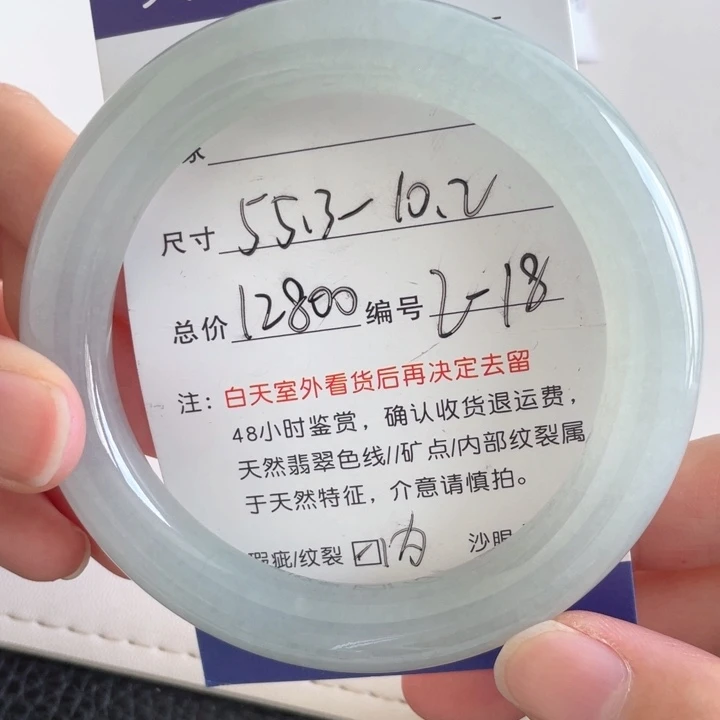 尺寸 55.3-10.2
总价 12800 编号 L-18
注：白天室外看货后再决定去留
48小时鉴赏，确认收货退运费，
天然翡翠色线//矿点/内部纹裂属
于天然特征，介意请慎拍。
瑕疵/纹裂 ☑内 沙眼